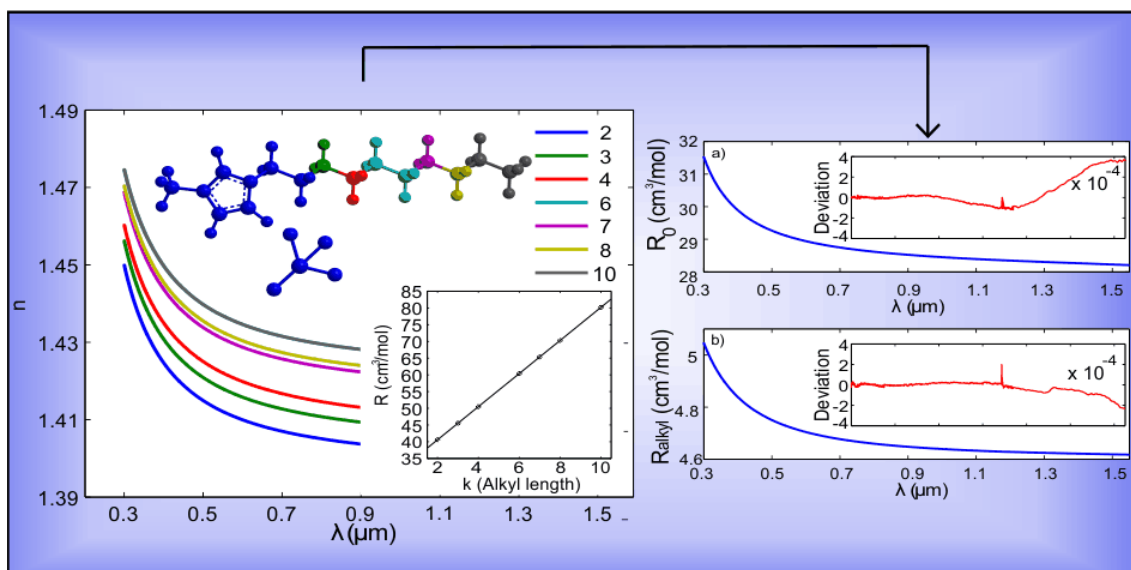 1.49
1.47
1.45
1.43
1.41
1.39
n
0.3 0.6 0.9 1.1 1.5
λ (μm)
2
3
4
6
7
8
10
85
80
75
70
65
60
55
50
45
40
35
R (cm³/mol)
2 4 6 8 10
k (Alkyl length)
a)
32
31
30
29
28
R₀ (cm³/mol)
0.3 0.5 0.7 0.9 1.1 1.3 1.5
λ (μm)
Deviation
4
2
0
-2
-4
x 10⁻⁴
b)
5
4.8
4.6
Ralkyl (cm³/mol)
0.3 0.5 0.7 0.9 1.1 1.3 1.5
λ (μm)
Deviation
4
2
0
-2
-4
x 10⁻⁴